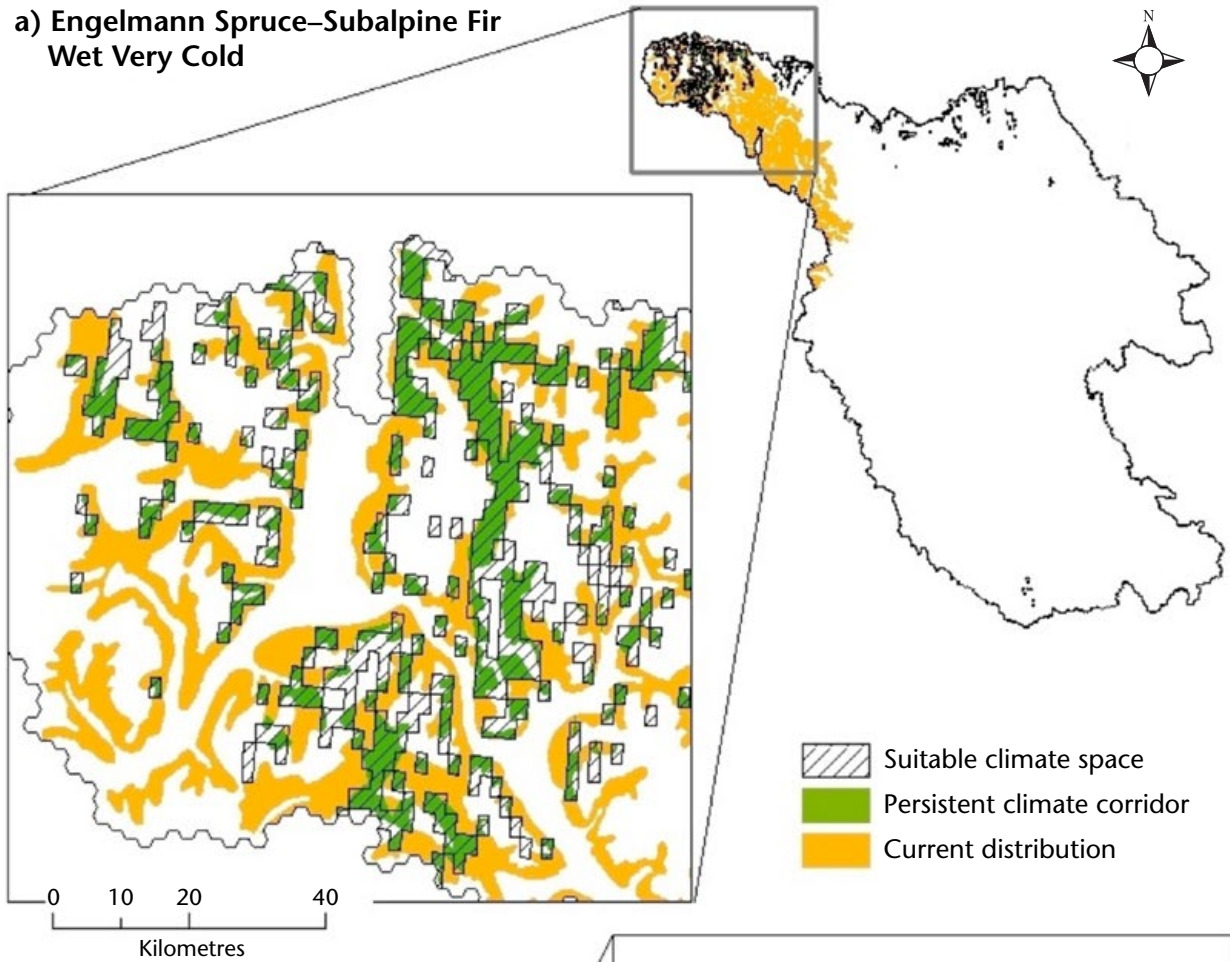 a) Engelmann Spruce–Subalpine Fir
Wet Very Cold
N
Suitable climate space
Persistent climate corridor
Current distribution
0 10 20 40
Kilometres